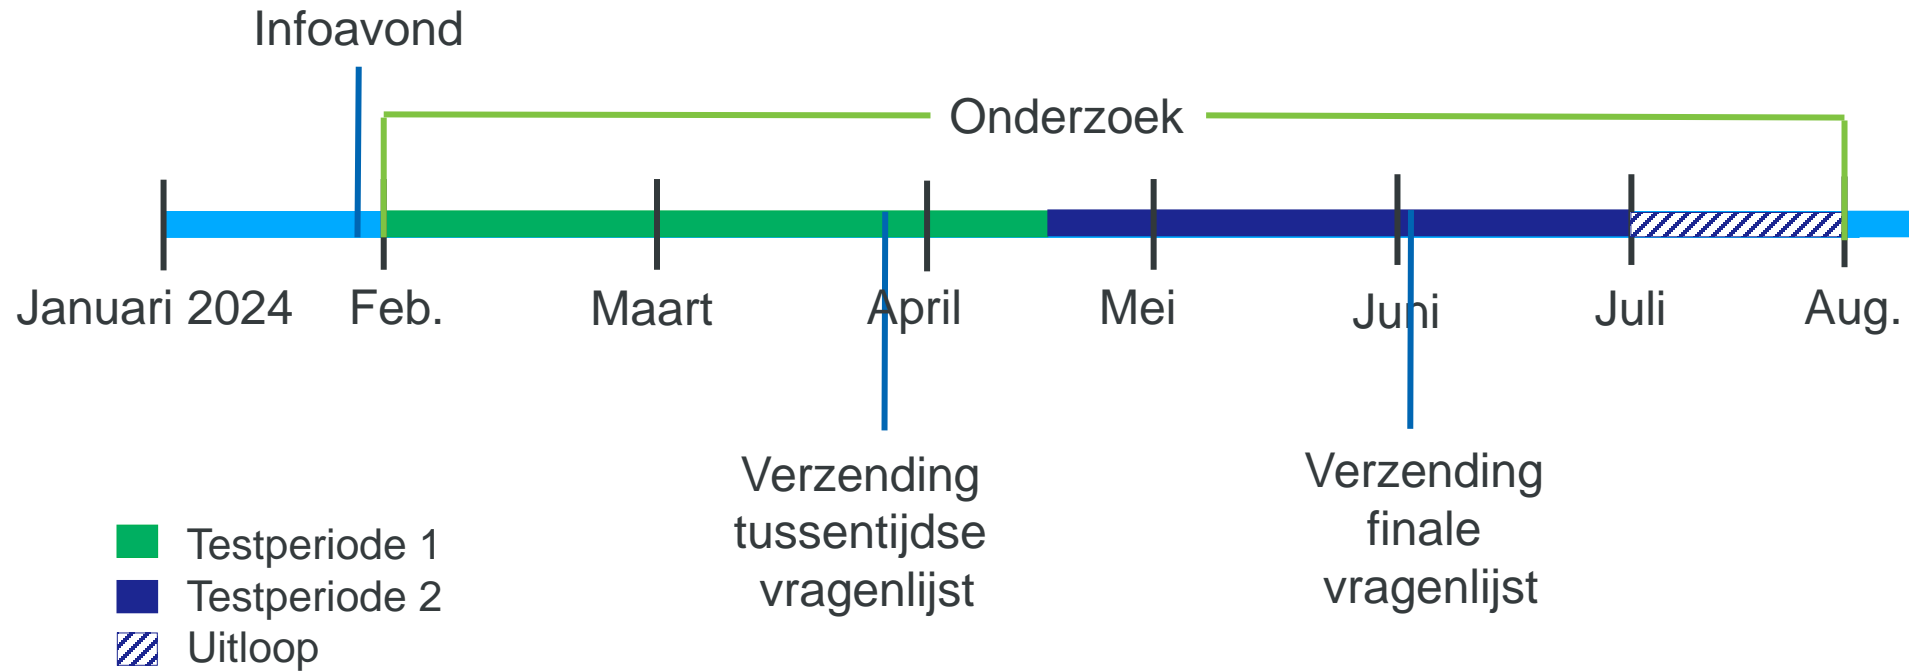 Infoavond
Onderzoek
Januari 2024 Feb. Maart April Mei Juni Juli Aug.
Verzending
tussentijdse
vragenlijst
Verzending
finale
vragenlijst
Testperiode 1
Testperiode 2
Uitloop